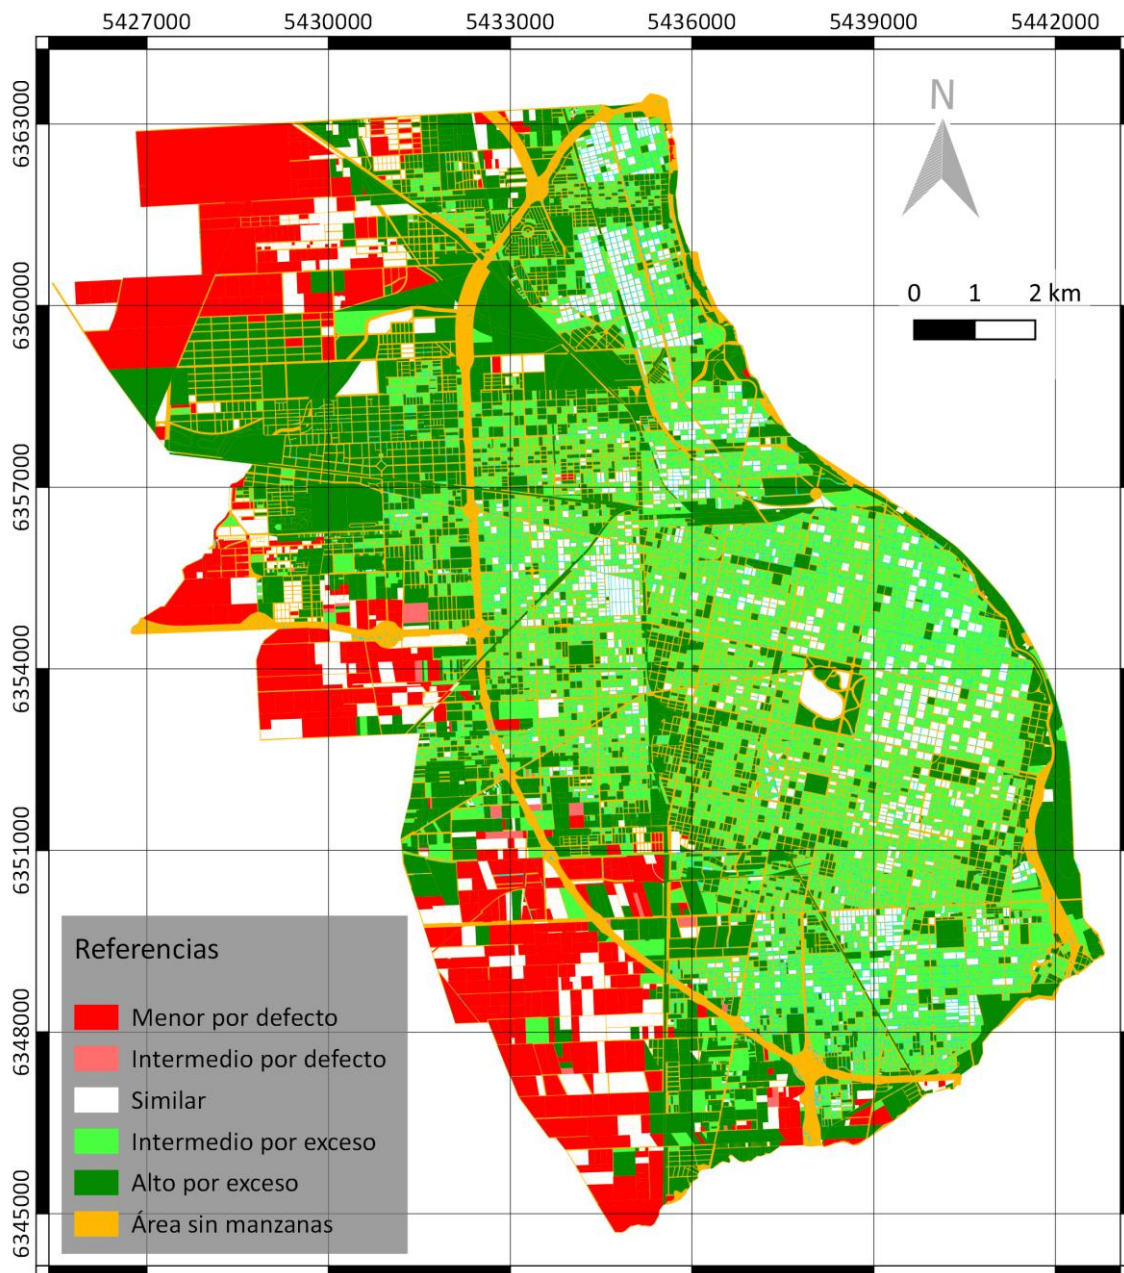 5427000 5430000 5433000 5436000 5439000 5442000
6363000
N
6360000
0 1 2 km
6357000
6354000
6351000
6348000
6345000
Referencias
Menor por defecto
Intermedio por defecto
Similar
Intermedio por exceso
Alto por exceso
Área sin manzanas